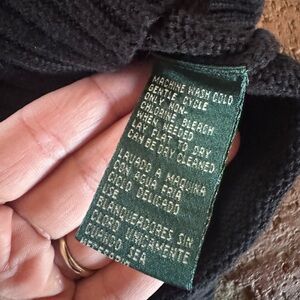 MACHINE WASH COLD
GENTLE CYCLE
ONLY NON-
CHLORINE BLEACH
WHEN NEEDED
LAY FLAT TO DRY
CAN BE DRY CLEANED
LAVADO A MAQUINA
CON AGUA FRIA
USE LO DELICADO
BLANQUEADORES SIN
CLORO UNICAMENTE
CUANDO SEA